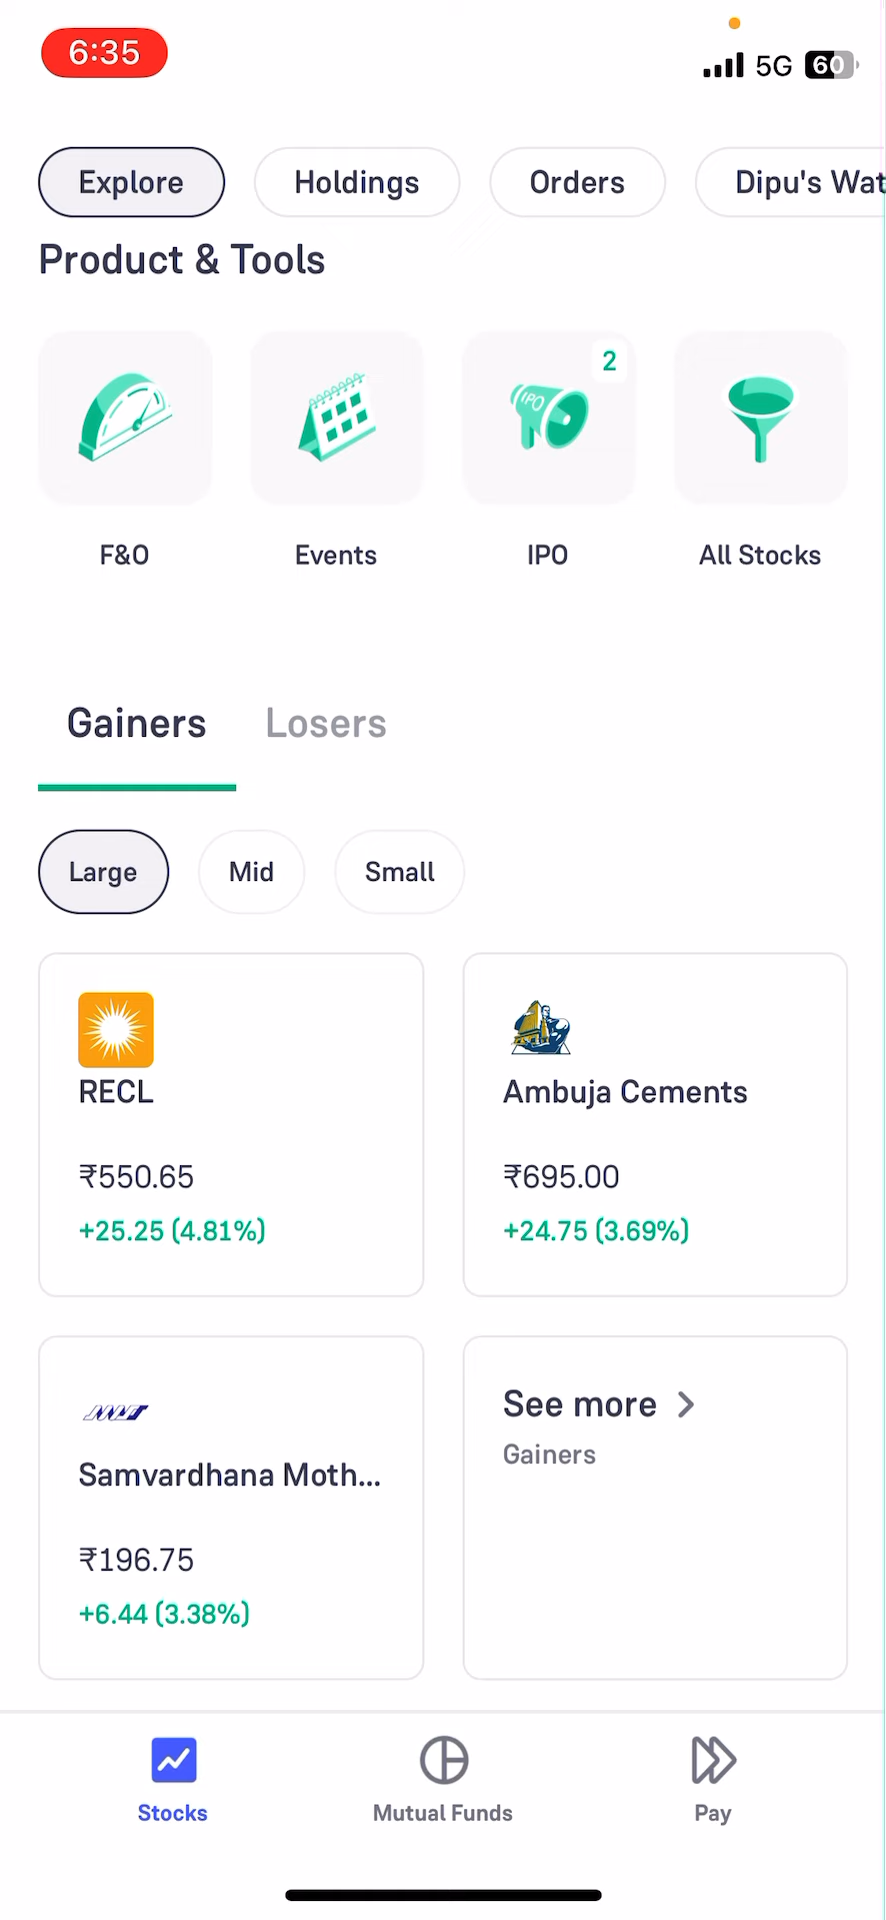 6:35
5G 60
Explore Holdings Orders Dipu's Wat
Product & Tools
2
IPO
F&O Events IPO All Stocks
Gainers Losers
Large Mid Small
RECL Ambuja Cements
₹550.65 ₹695.00
+25.25 (4.81%) +24.75 (3.69%)
See more
Gainers
Samvardhana Moth...
₹196.75
+6.44 (3.38%)
Stocks Mutual Funds Pay